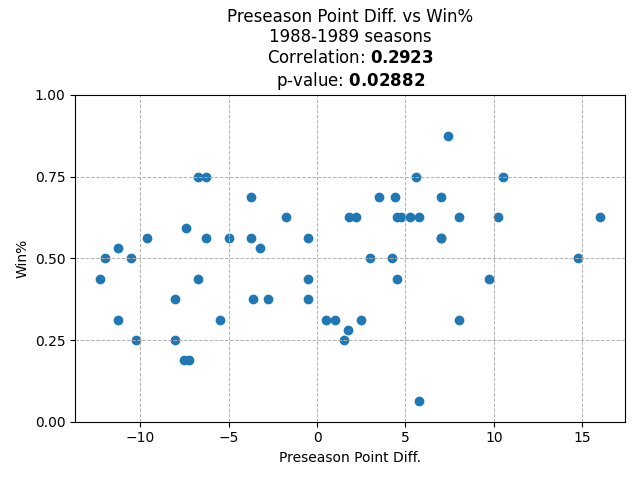 Preseason Point Diff. vs Win%
1988-1989 seasons
Correlation: 0.2923
p-value: 0.02882
1.00
0.75
0.50
0.25
0.00
Win%
−10
−5
0
5
10
15
Preseason Point Diff.